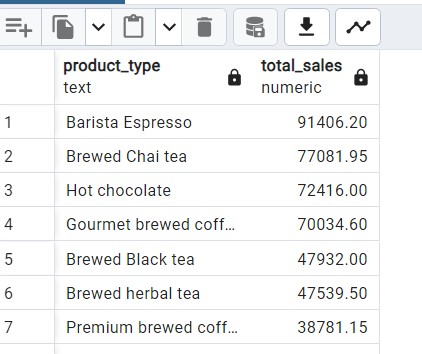 product_type total_sales
text numeric
1 Barista Espresso 91406.20
2 Brewed Chai tea 77081.95
3 Hot chocolate 72416.00
4 Gourmet brewed coff... 70034.60
5 Brewed Black tea 47932.00
6 Brewed herbal tea 47539.50
7 Premium brewed coff... 38781.15